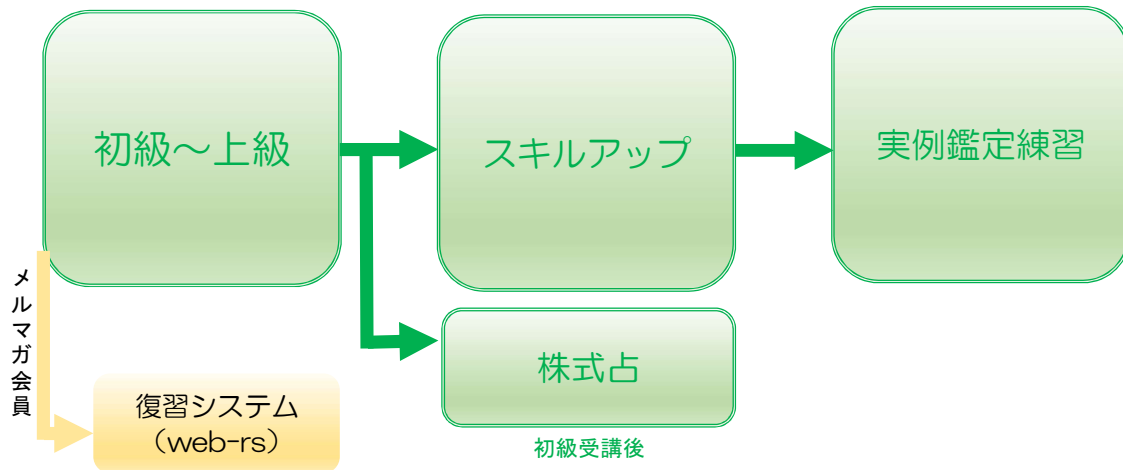 初級～上級
スキルアップ
実例鑑定練習
メルマガ会員
株式占
復習システム
（web-rs）
初級受講後